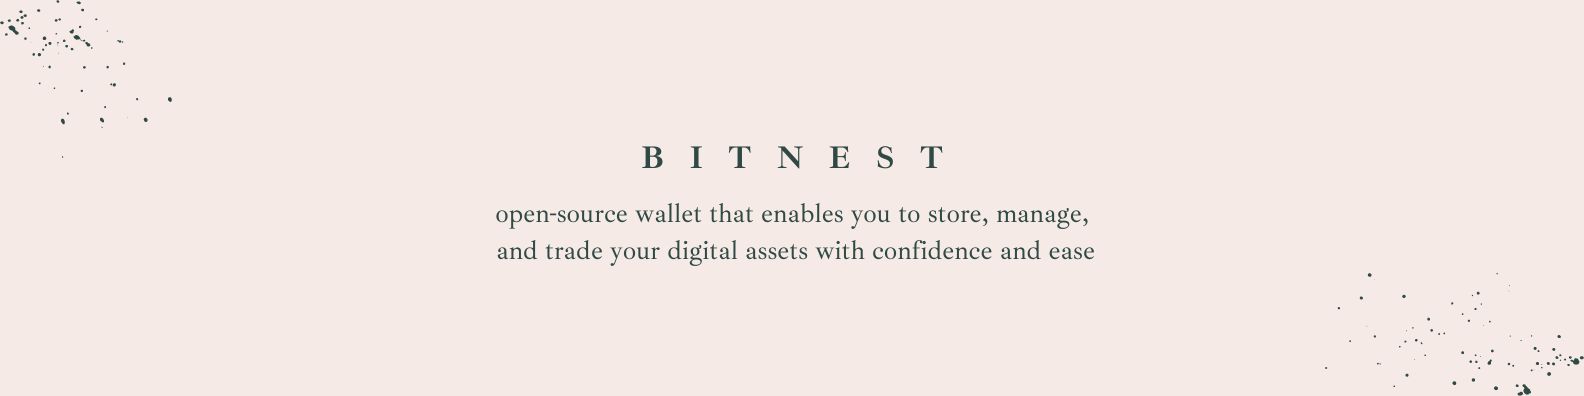 BITNEST
open-source wallet that enables you to store, manage,
and trade your digital assets with confidence and ease